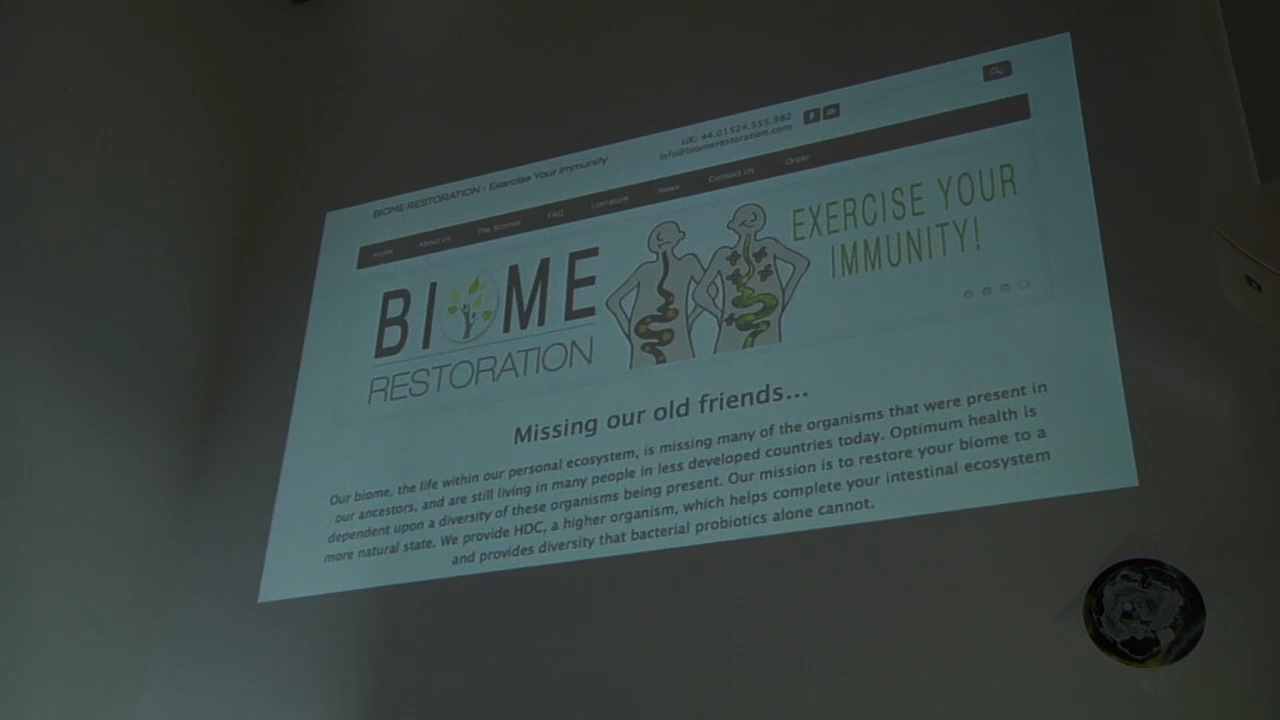 BIOME RESTORATION - Exercise Your Immunity
UK: 44.01524.555.982
info@biomerestoration.com
Home About Us The Science FAQ Literature News Contact Us Order
BIOME
RESTORATION
EXERCISE YOUR
IMMUNITY!
Missing our old friends...
Our biome, the life within our personal ecosystem, is missing many of the organisms that were present in
our ancestors, and are still living in many people in less developed countries today. Optimum health is
dependent upon a diversity of these organisms being present. Our mission is to restore your biome to a
more natural state. We provide HDC, a higher organism, which helps complete your intestinal ecosystem
and provides diversity that bacterial probiotics alone cannot.